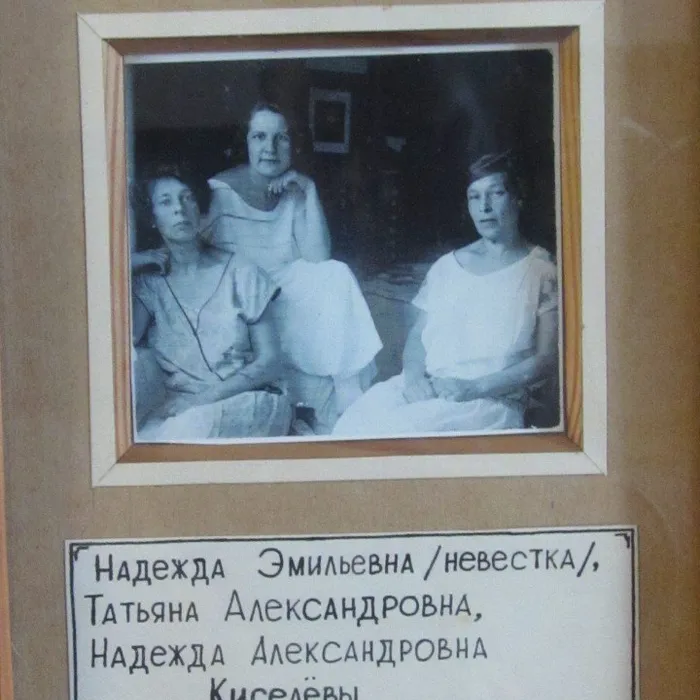 Надежда Эмильевна /невестка/,
Татьяна Александровна,
Надежда Александровна
Киселёвы